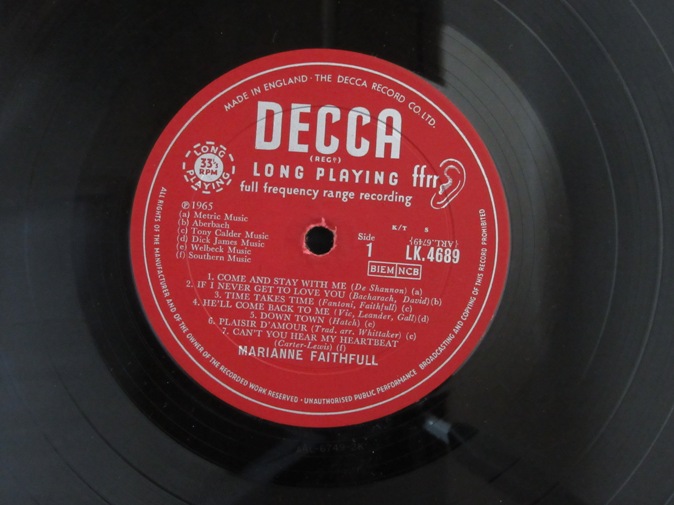 MADE IN ENGLAND · THE DECCA RECORD CO. LTD.
DECCA
(REGD)
LONG PLAYING
33⅓
RPM
LONG PLAYING ffrr
full frequency range recording
℗1965
(a) Metric Music
(b) Aberbach
(c) Tony Calder Music
(d) Dick James Music
(e) Welbeck Music
(f) Southern Music
K/T S
Side
1
(ARL.6749)
LK.4689
BIEM NCB
1. COME AND STAY WITH ME (De Shannon) (a)
2. IF I NEVER GET TO LOVE YOU (Bacharach, David)(b)
3. TIME TAKES TIME (Fantoni, Faithfull) (c)
4. HE'LL COME BACK TO ME (Vic, Leander, Gall)(d)
5. DOWN TOWN (Hatch) (e)
6. PLAISIR D'AMOUR (Trad. arr. Whittaker) (c)
7. CAN'T YOU HEAR MY HEARTBEAT
(Carter-Lewis) (f)
MARIANNE FAITHFULL
ALL RIGHTS OF THE MANUFACTURER AND OF THE OWNER OF THE RECORDED WORK RESERVED · UNAUTHORISED PUBLIC PERFORMANCE BROADCASTING AND COPYING OF THIS RECORD PROHIBITED